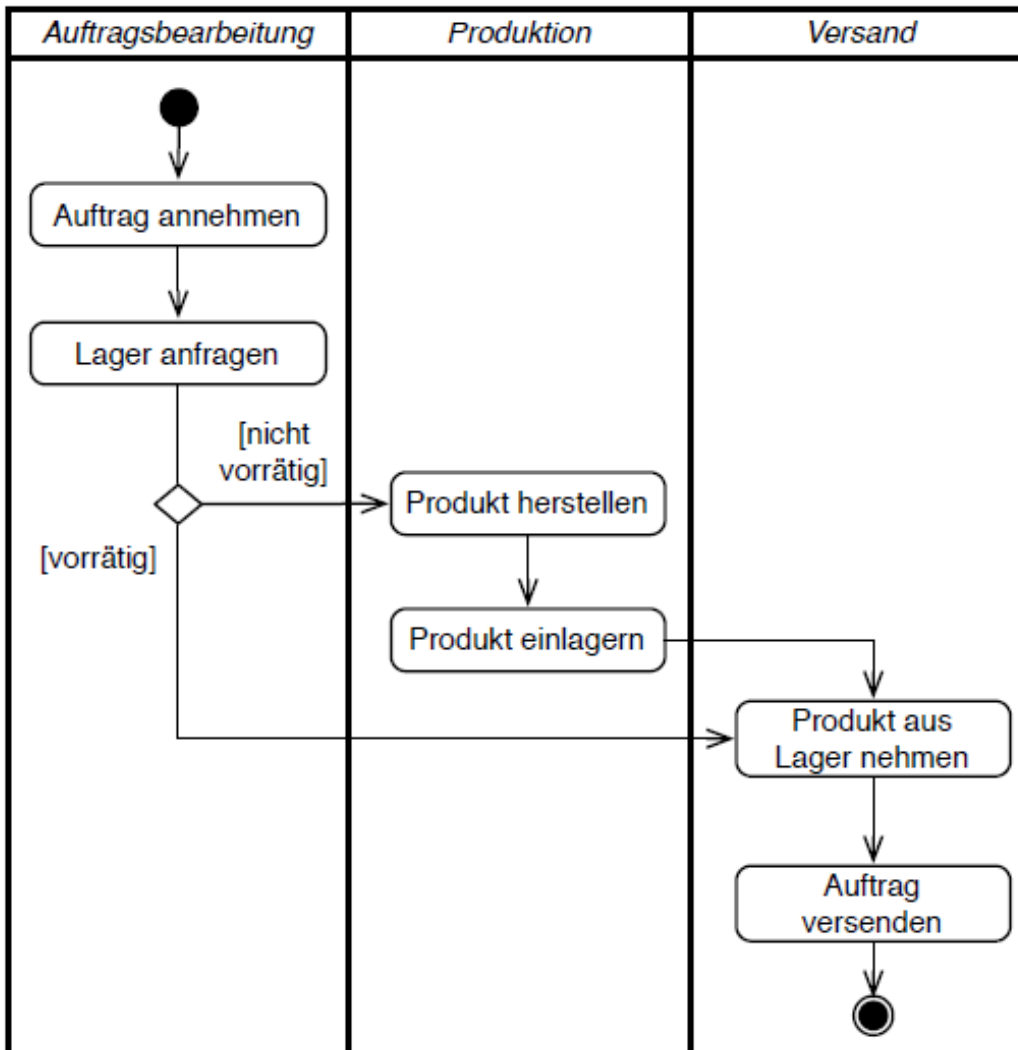 Auftragsbearbeitung
Produktion
Versand
Auftrag annehmen
Lager anfragen
[nicht
vorrätig]
Produkt herstellen
[vorrätig]
Produkt einlagern
Produkt aus
Lager nehmen
Auftrag
versenden